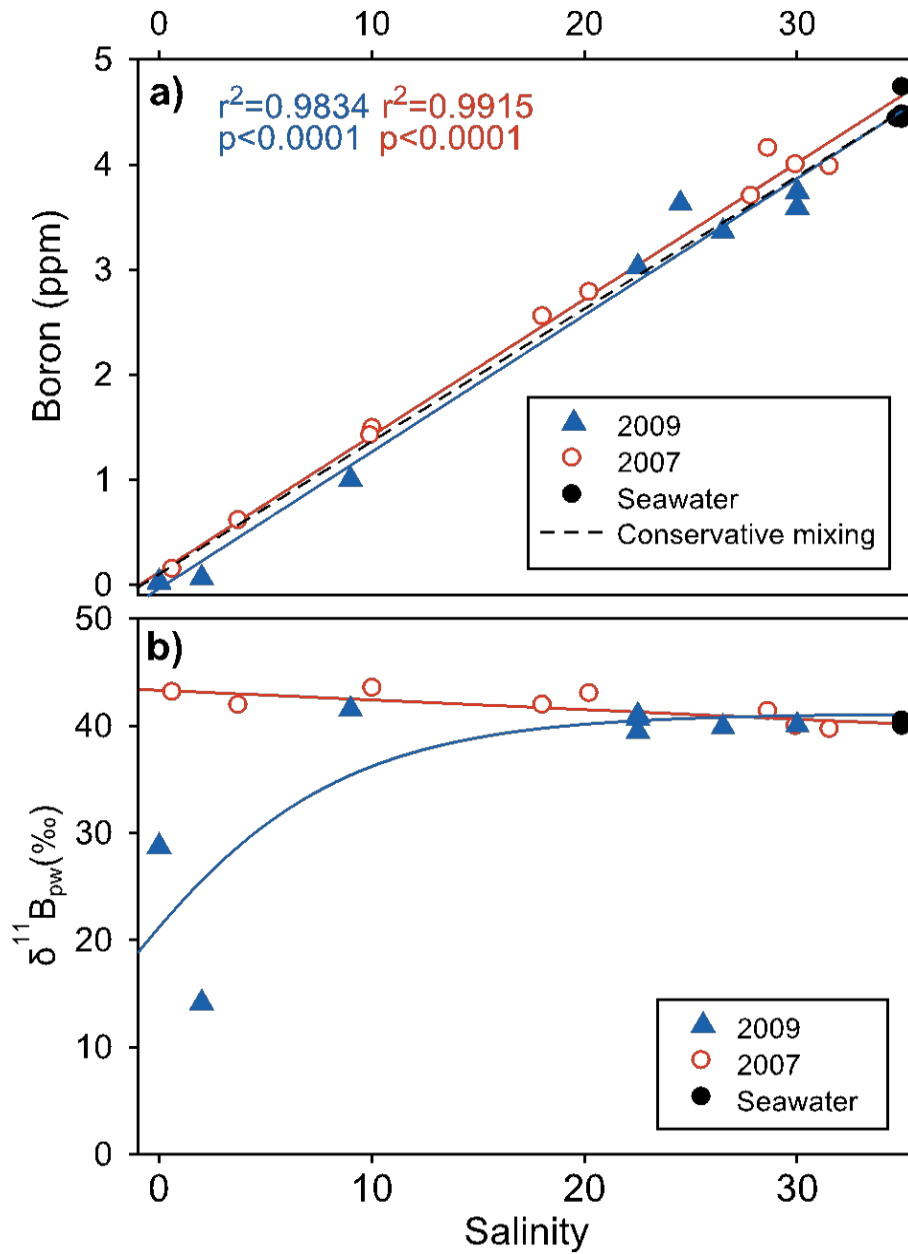 0 10 20 30
5
a)
r²=0.9834 r²=0.9915
p<0.0001 p<0.0001
4
3
Boron (ppm)
2
2009
2007
1
Seawater
Conservative mixing
0
50
b)
40
30
δ¹¹Bpw(‰)
20
2009
10
2007
Seawater
0
0 10 20 30
Salinity